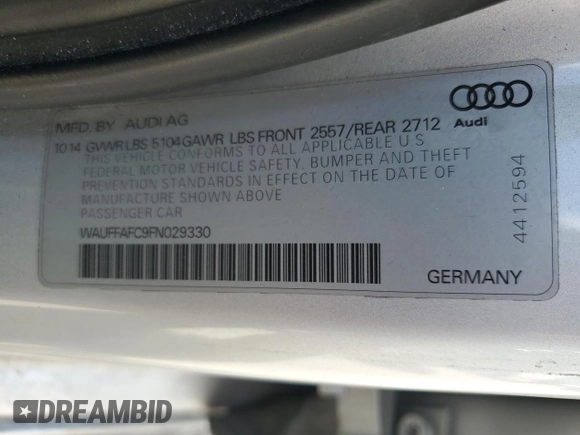 MFD. BY AUDI AG
10 14 GVWR LBS 5104 GAWR LBS FRONT 2557/REAR 2712
THIS VEHICLE CONFORMS TO ALL APPLICABLE U S
FEDERAL MOTOR VEHICLE SAFETY, BUMPER AND THEFT
PREVENTION STANDARDS IN EFFECT ON THE DATE OF
MANUFACTURE SHOWN ABOVE
PASSENGER CAR
WAUFFAFC9FN029330
GERMANY
Audi
4412594
DREAMBID